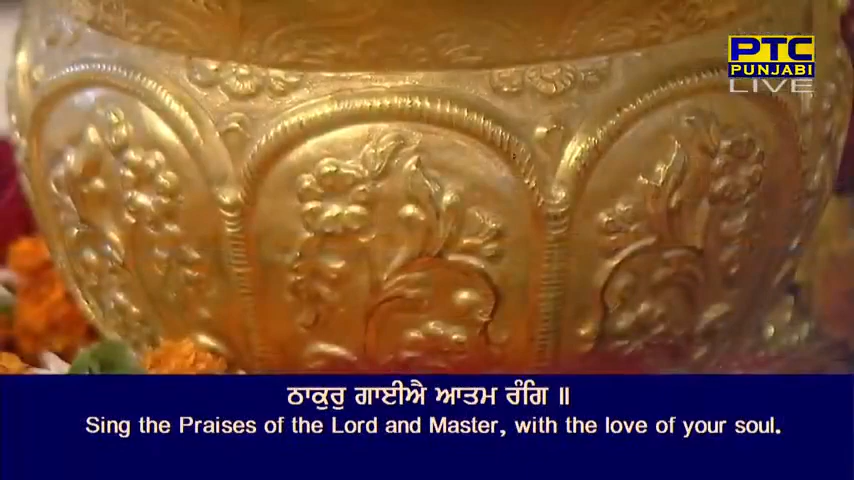 PTC
PUNJABI
LIVE
ਠਾਕੁਰੁ ਗਾਈਐ ਆਤਮ ਰੰਗਿ ॥
Sing the Praises of the Lord and Master, with the love of your soul.